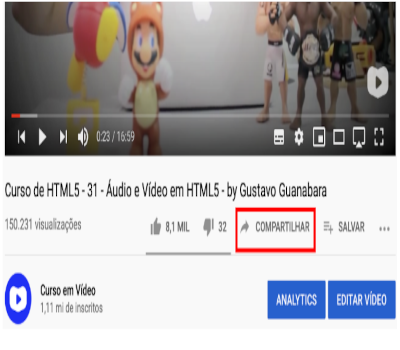 0:23 / 16:59
Curso de HTML5 - 31 - Áudio e Vídeo em HTML5 - by Gustavo Guanabara
150.231 visualizações
8,1 MIL
32
COMPARTILHAR
SALVAR
Curso em Vídeo
1,11 mi de inscritos
ANALYTICS
EDITAR VÍDEO